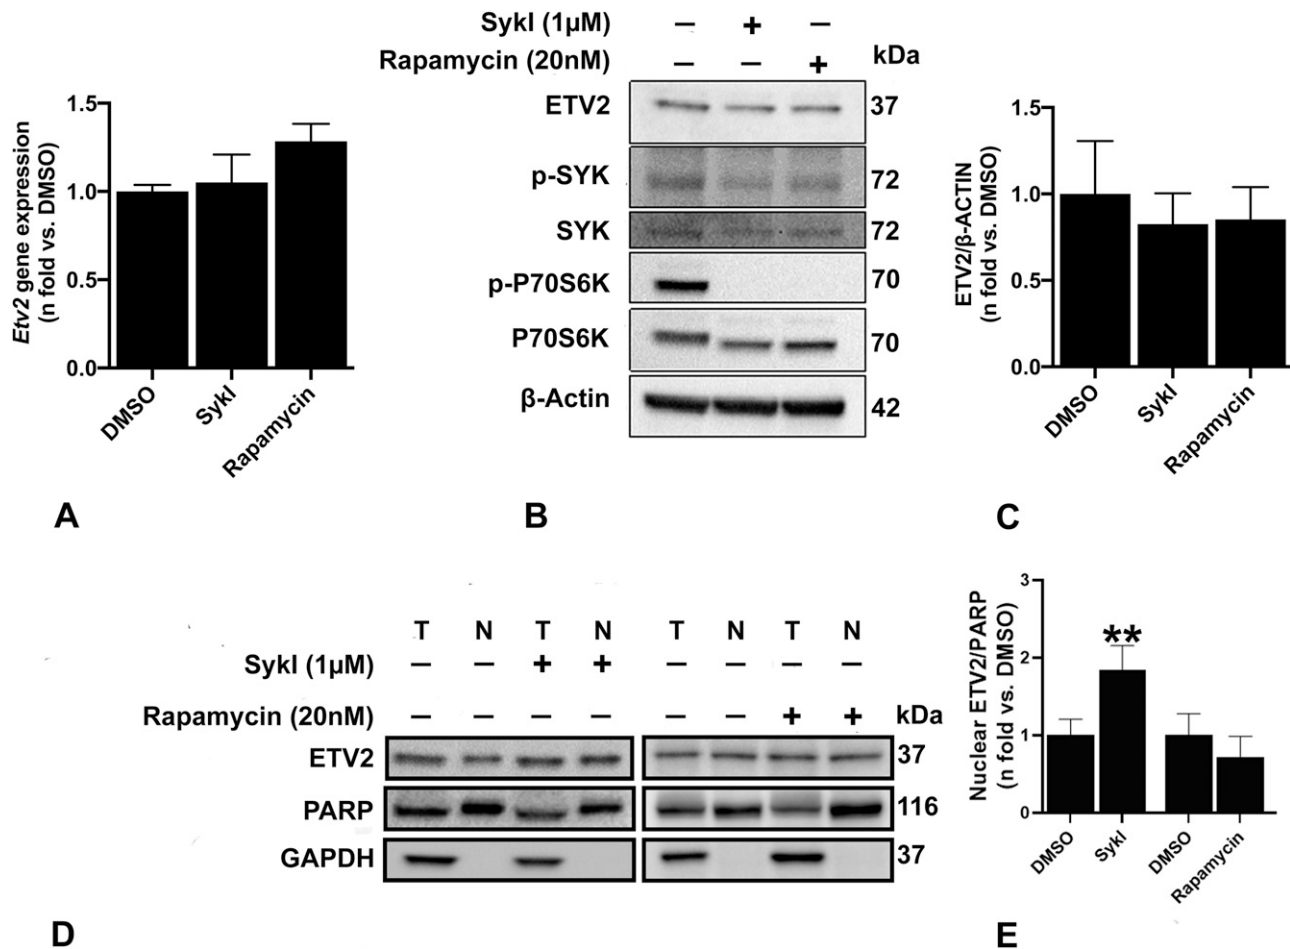 Etv2 gene expression
(n fold vs. DMSO)
1.5
1.0
0.5
0.0
DMSO
SykI
Rapamycin
A
SykI (1µM) – + –
Rapamycin (20nM) – – + kDa
ETV2 37
p-SYK 72
SYK 72
p-P70S6K 70
P70S6K 70
β-Actin 42
B
ETV2/β-ACTIN
(n fold vs. DMSO)
1.5
1.0
0.5
0.0
DMSO
SykI
Rapamycin
C
T N T N T N T N
SykI (1µM) – – + + – – – –
Rapamycin (20nM) – – – – – – + + kDa
ETV2 37
PARP 116
GAPDH 37
D
Nuclear ETV2/PARP
(n fold vs. DMSO)
3
2
1
0
**
DMSO
SykI
DMSO
Rapamycin
E